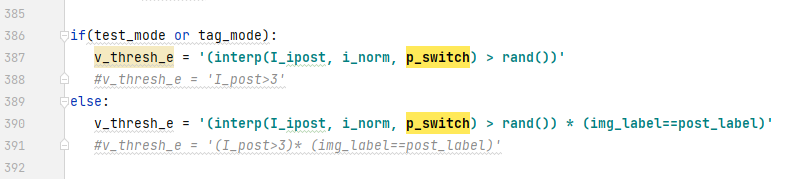 385
386 if(test_mode or tag_mode):
387 v_thresh_e = '(interp(I_ipost, i_norm, p_switch) > rand())'
388 #v_thresh_e = 'I_post>3'
389 else:
390 v_thresh_e = '(interp(I_ipost, i_norm, p_switch) > rand()) * (img_label==post_label)'
391 #v_thresh_e = '(I_post>3)* (img_label==post_label)'
392